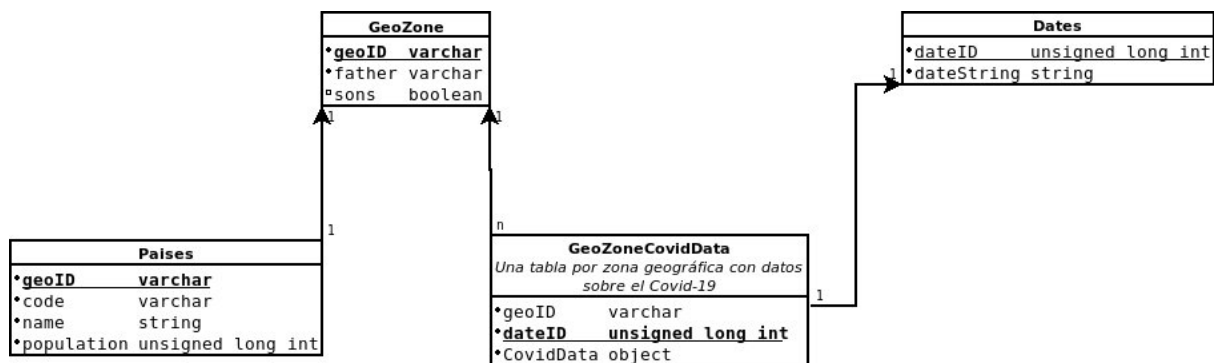 GeoZone
geoID varchar
father varchar
sons boolean
1
1
Dates
dateID unsigned long int
dateString string
1
1
Paises
geoID varchar
code varchar
name string
population unsigned long int
n
GeoZoneCovidData
Una tabla por zona geográfica con datos
sobre el Covid-19
geoID varchar
dateID unsigned long int
CovidData object
1